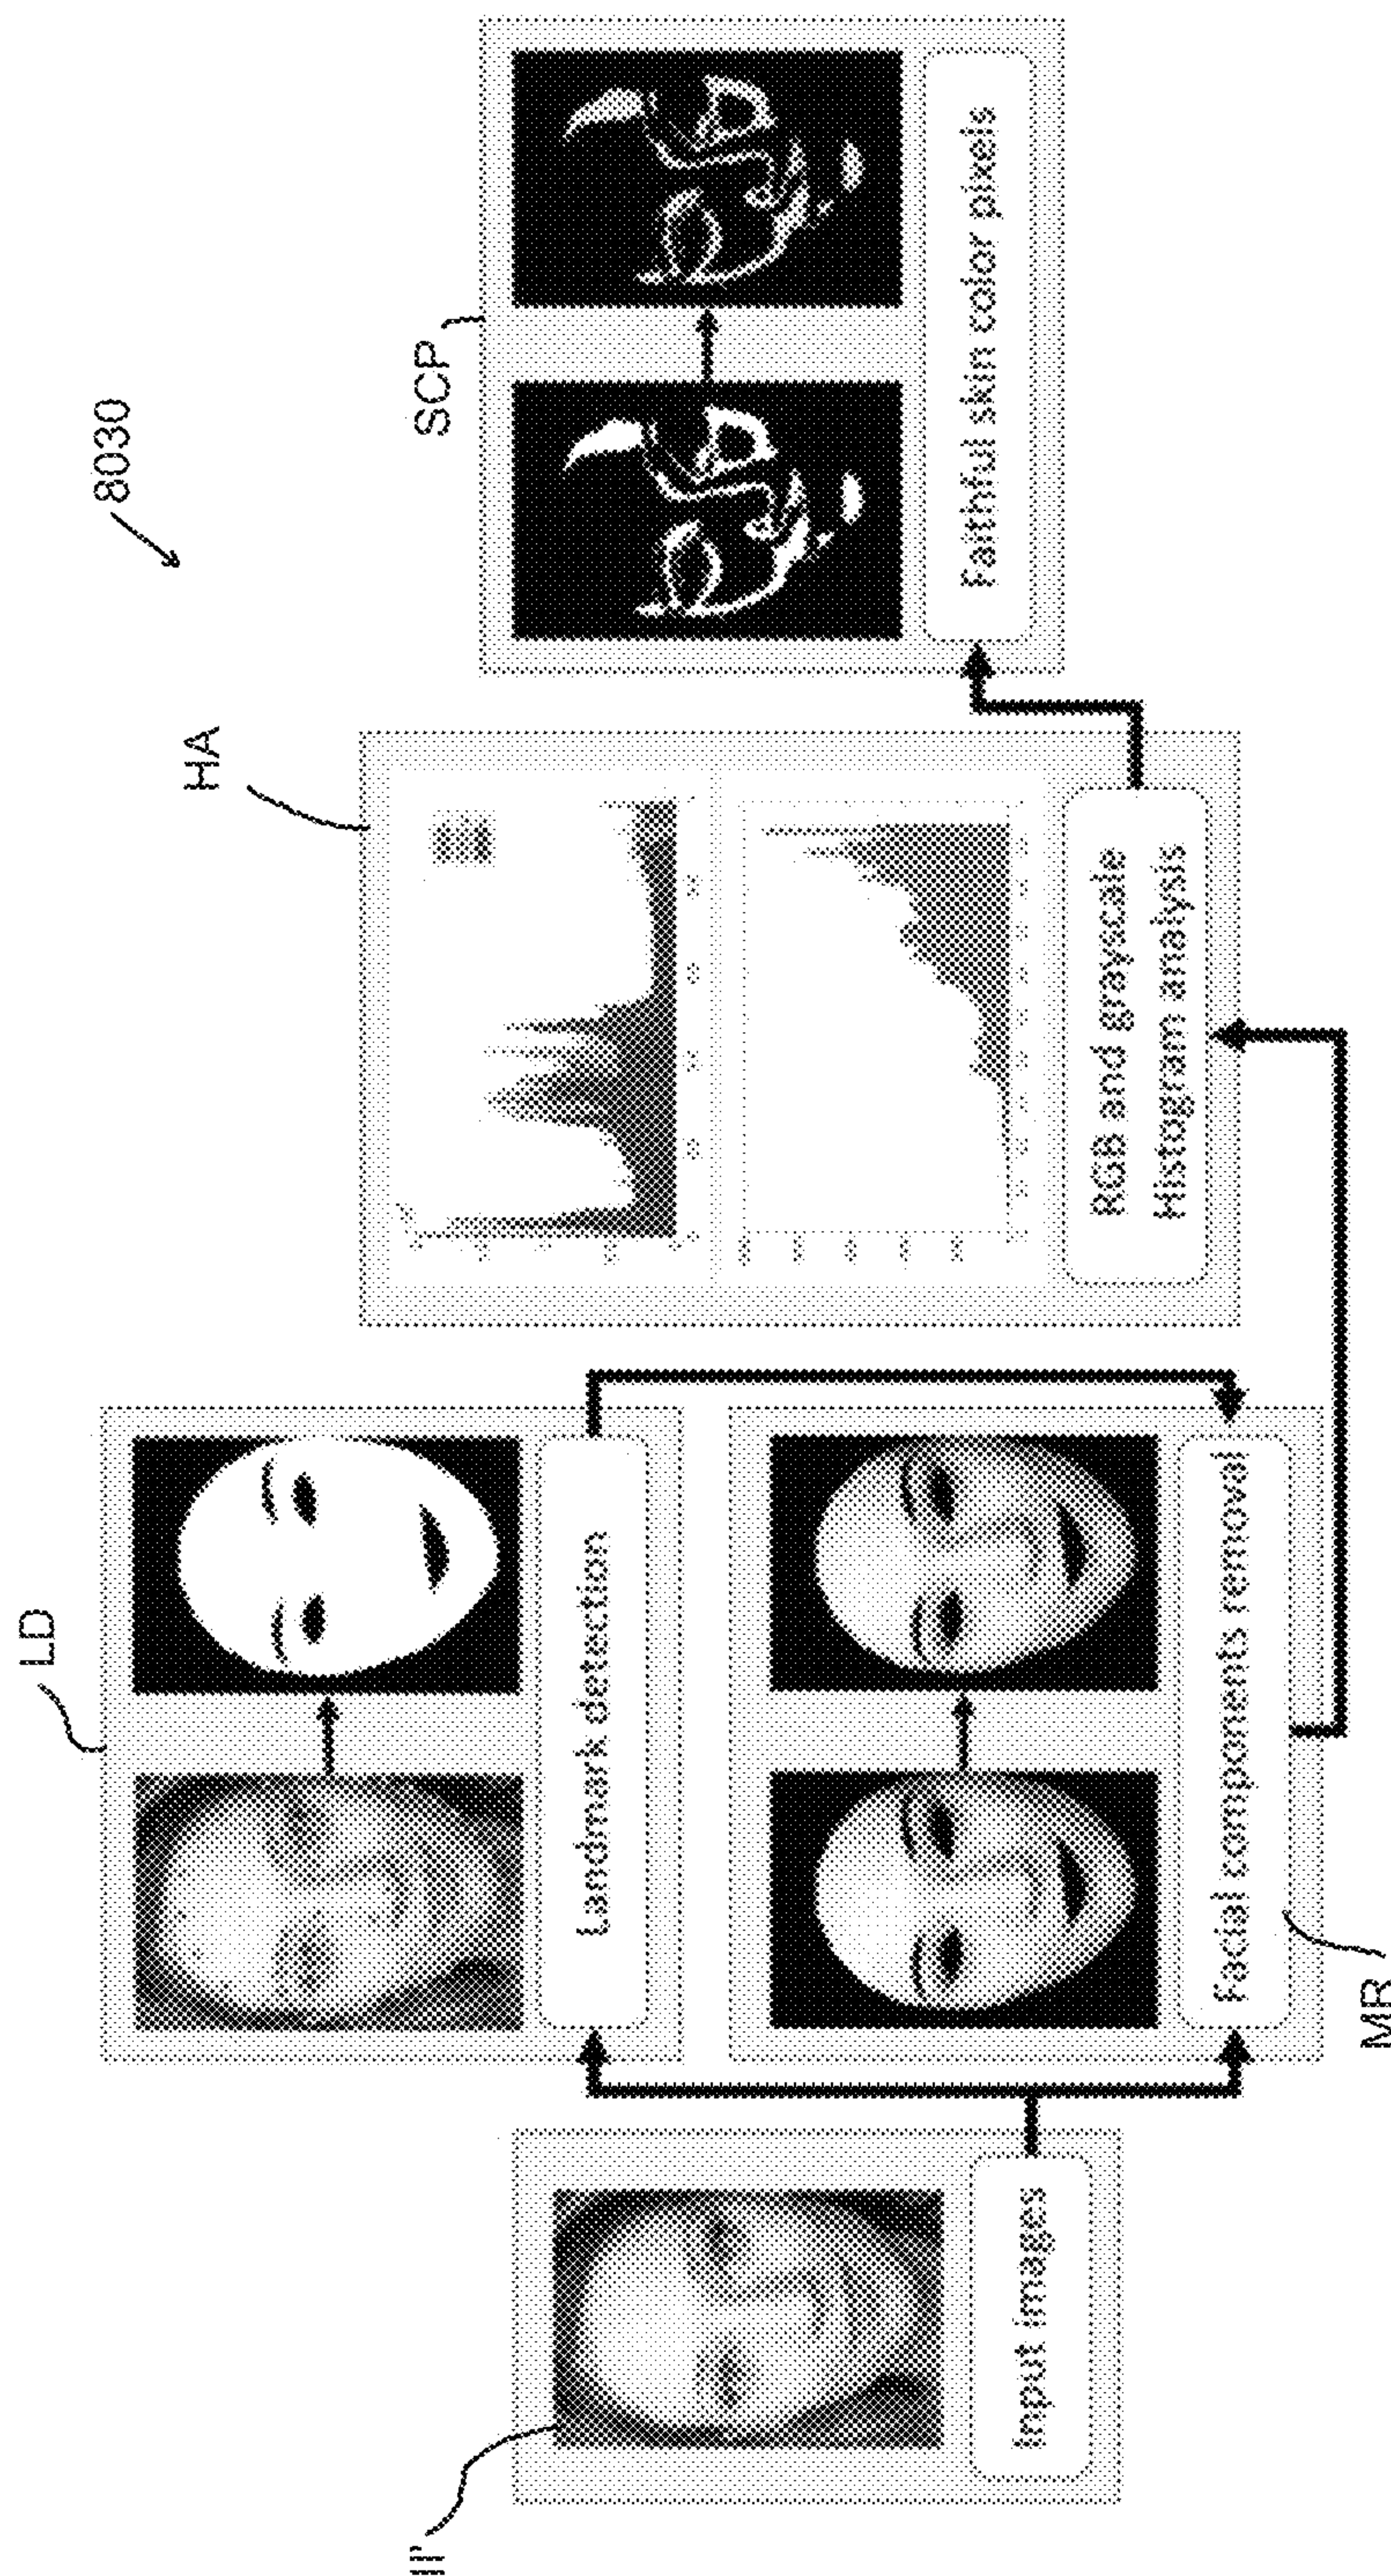 8030
II'
Input images
LD
Landmark detection
Facial components removal
MR
HA
RGB and grayscale
Histogram analysis
SCP
Faithful skin color pixels